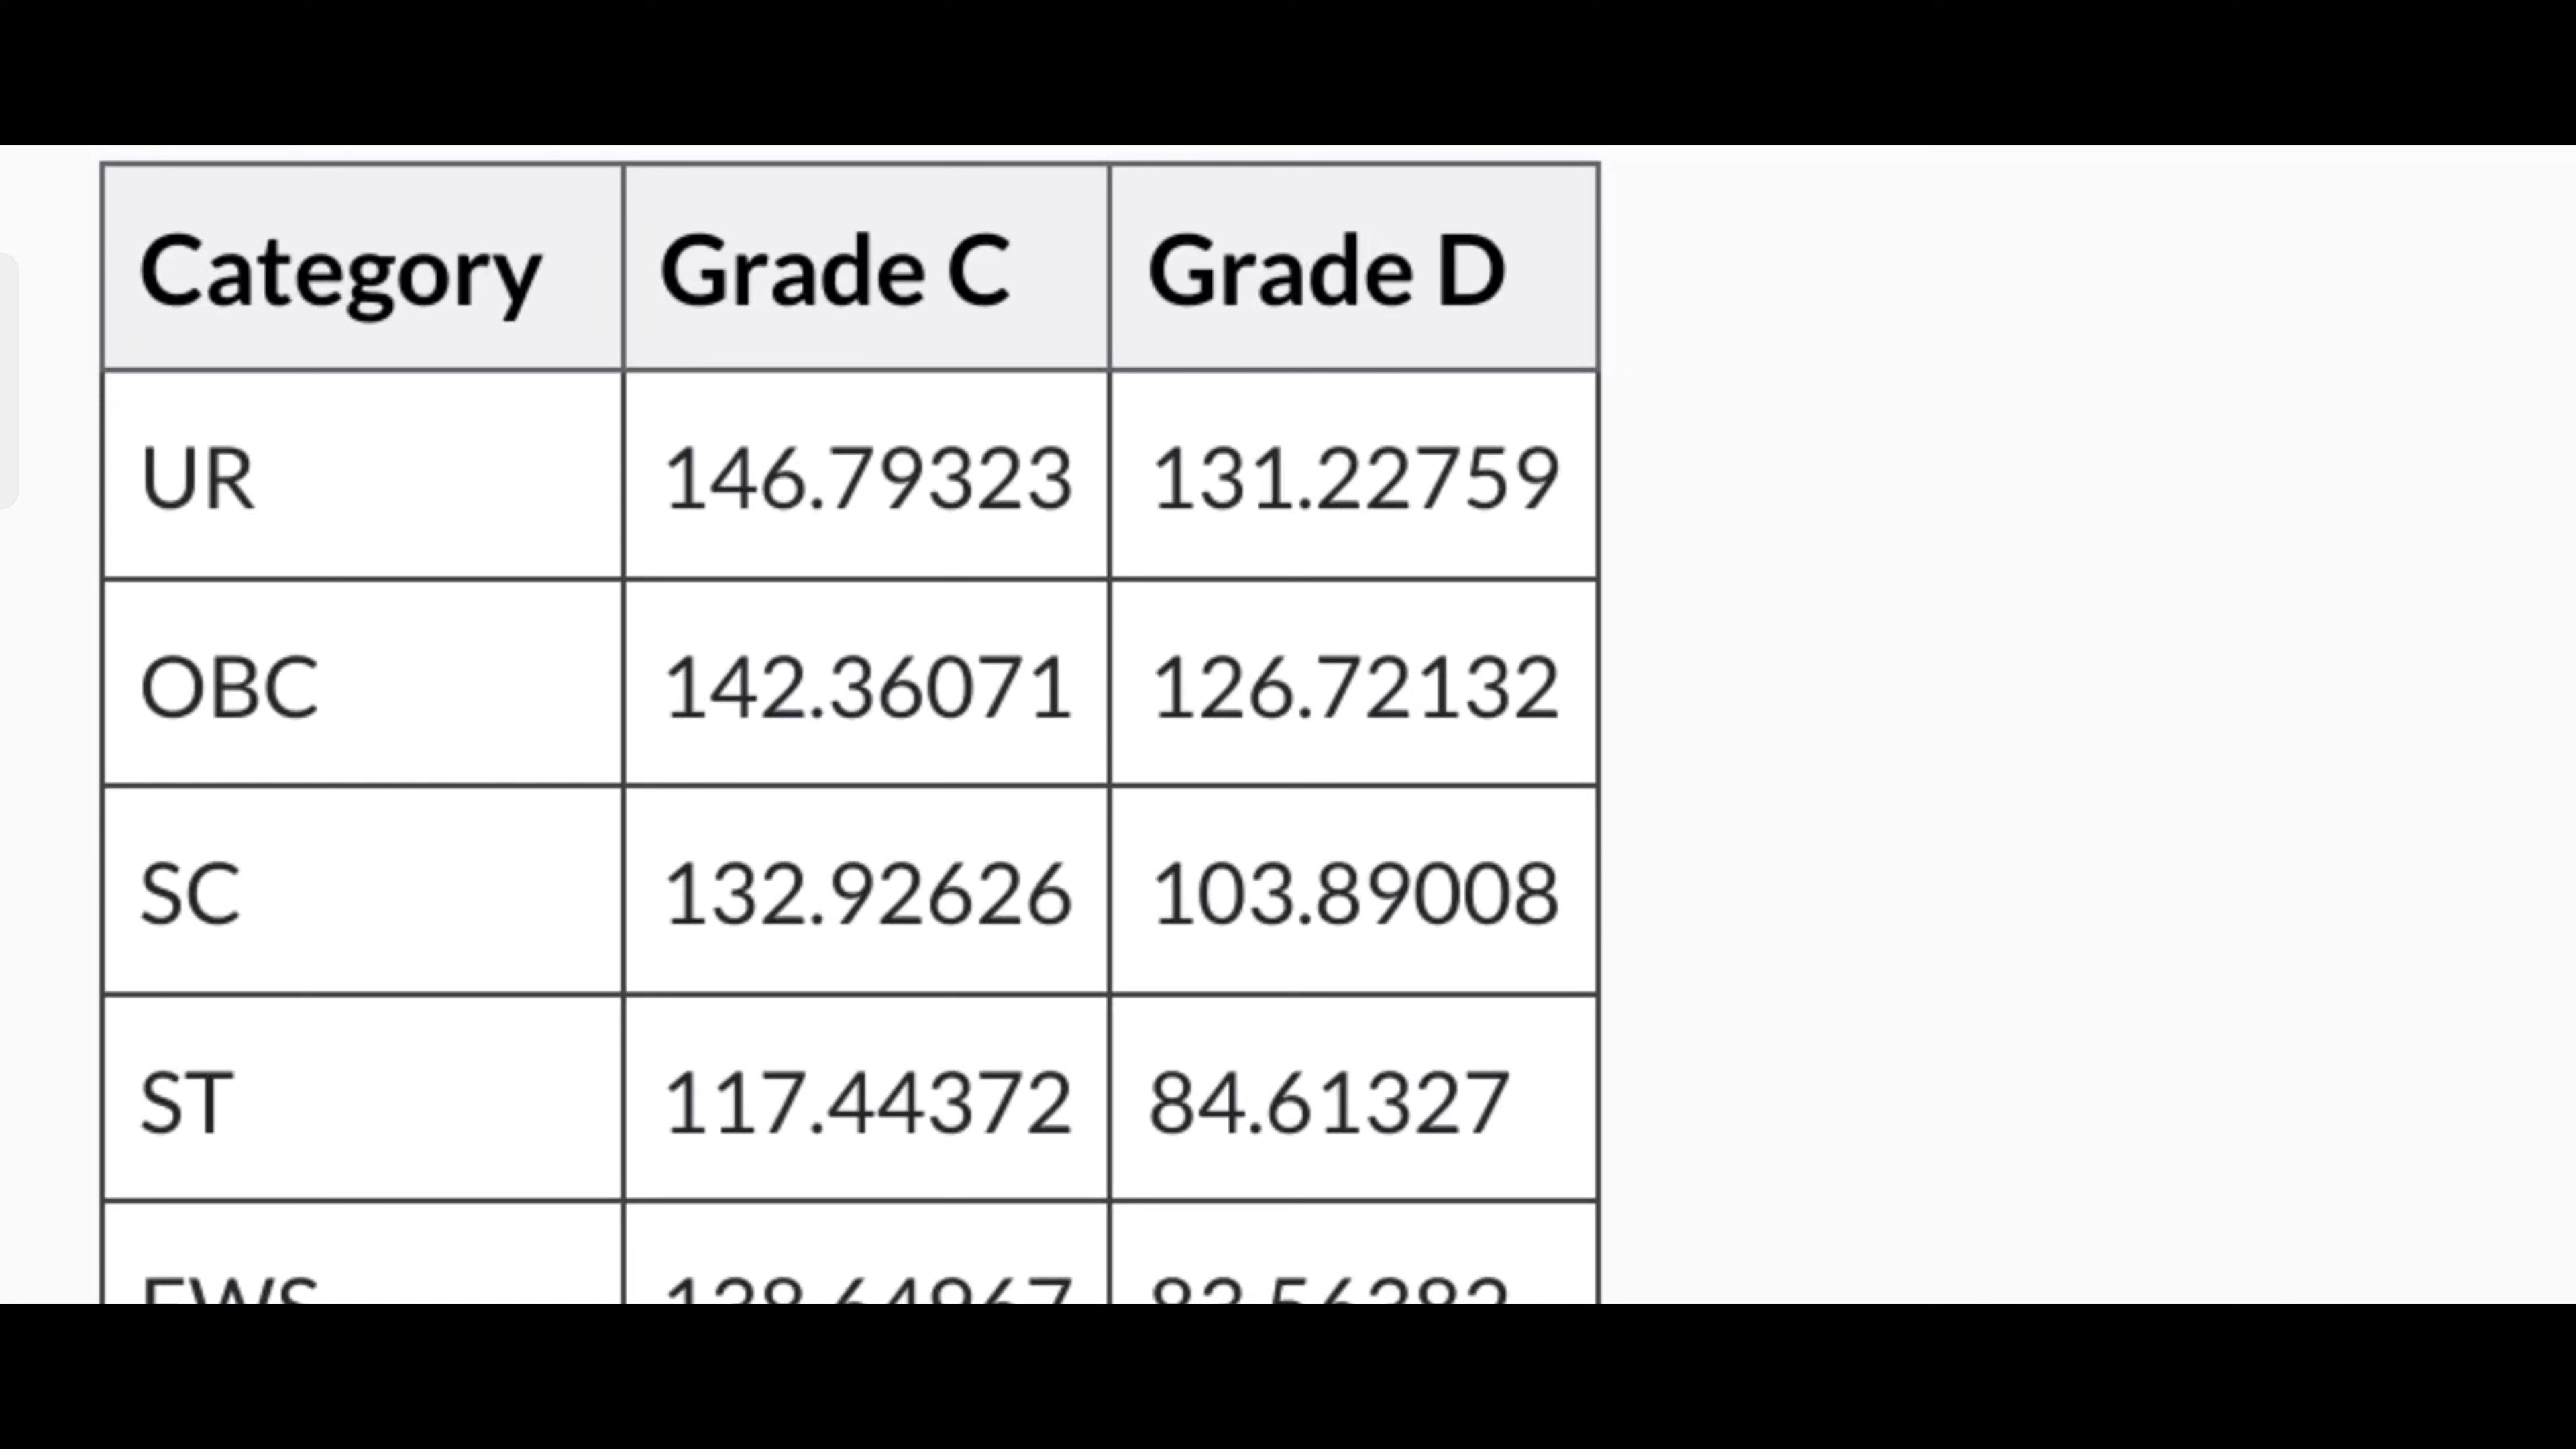 Category Grade C Grade D
UR 146.79323 131.22759
OBC 142.36071 126.72132
SC 132.92626 103.89008
ST 117.44372 84.61327
EWS